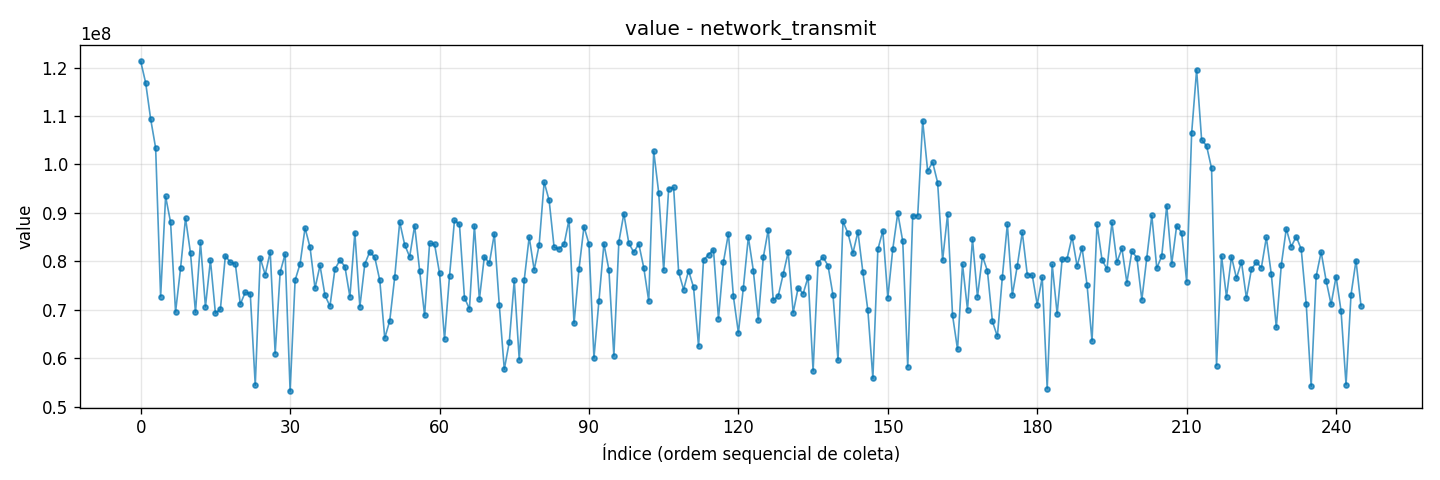 value - network_transmit
1e8
1.2
1.1
1.0
0.9
0.8
0.7
0.6
0.5
value
0 30 60 90 120 150 180 210 240
Índice (ordem sequencial de coleta)